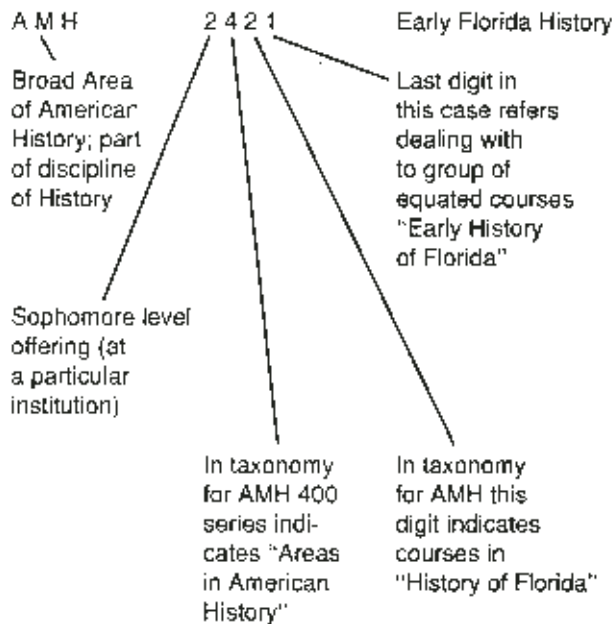 A M H 2 4 2 1 Early Florida History
Broad Area
of American
History; part
of discipline
of History
Last digit in
this case refers
dealing with
to group of
equated courses
"Early History
of Florida"
Sophomore level
offering (at
a particular
institution)
In taxonomy
for AMH 400
series indi-
cates "Areas
in American
History"
In taxonomy
for AMH this
digit indicates
courses in
"History of Florida"